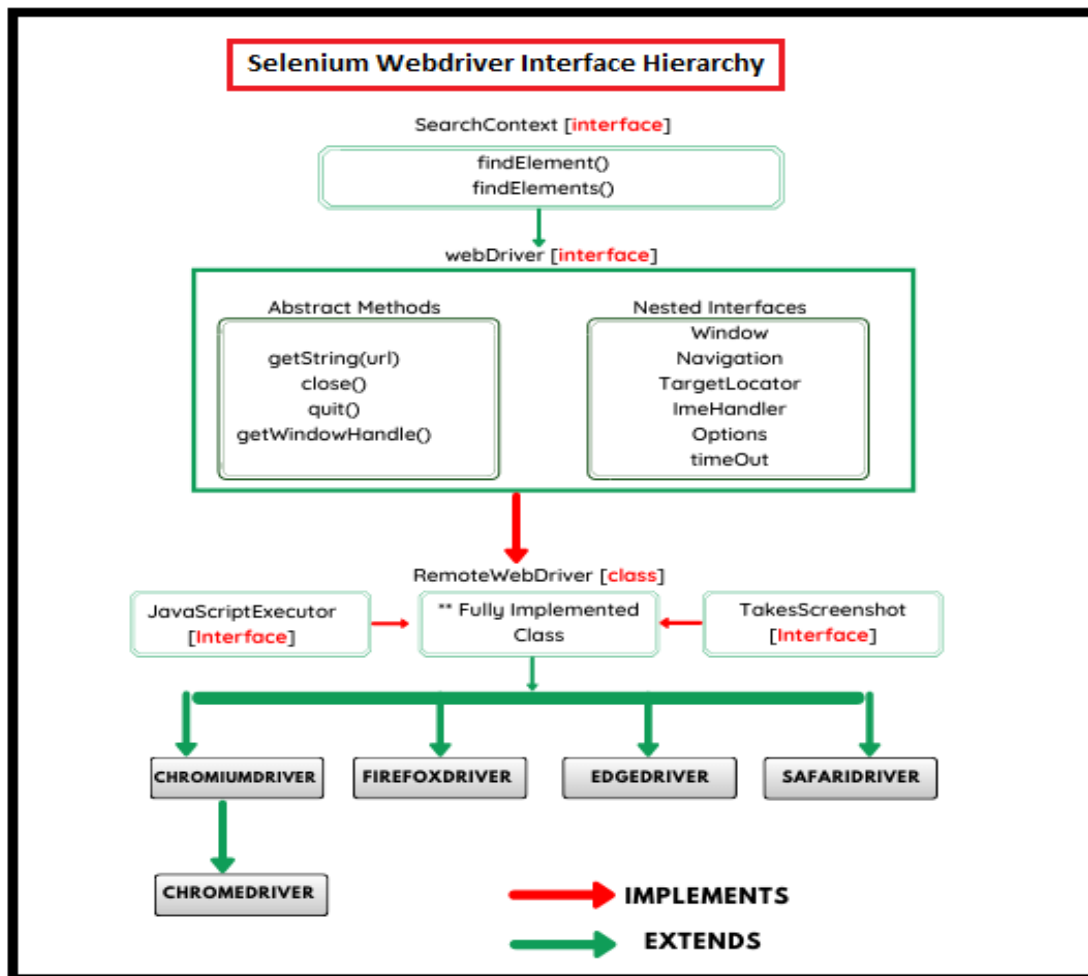 Selenium Webdriver Interface Hierarchy
SearchContext [interface]
findElement()
findElements()
webDriver [interface]
Abstract Methods
getString(url)
close()
quit()
getWindowHandle()
Nested Interfaces
Window
Navigation
TargetLocator
ImeHandler
Options
timeOut
RemoteWebDriver [class]
JavaScriptExecutor
[Interface]
** Fully Implemented
Class
TakesScreenshot
[Interface]
CHROMIUMDRIVER
FIREFOXDRIVER
EDGEDRIVER
SAFARIDRIVER
CHROMEDRIVER
IMPLEMENTS
EXTENDS